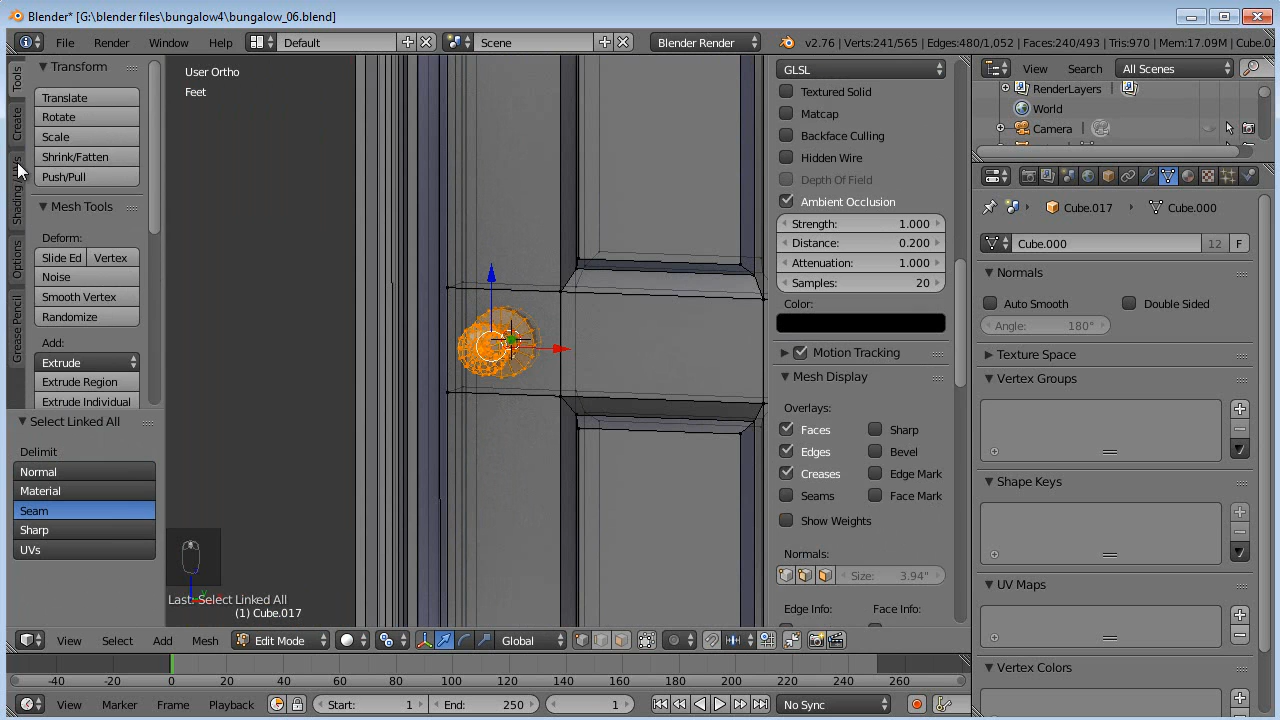 Blender* [G:\blender files\bungalow4\bungalow_06.blend]
File Render Window Help Default Scene Blender Render v2.76 | Verts:241/565 | Edges:480/1,052 | Faces:240/493 | Tris:970 | Mem:17.09M | Cube.0
Tools
Create
Shading / UVs
Options
Grease Pencil
Transform
Translate
Rotate
Scale
Shrink/Fatten
Push/Pull
Mesh Tools
Deform:
Slide Ed Vertex
Noise
Smooth Vertex
Randomize
Add:
Extrude
Extrude Region
Extrude Individual
Select Linked All
Delimit
Normal
Material
Seam
Sharp
UVs
User Ortho
Feet
Last: Select Linked All
(1) Cube.017
GLSL
Textured Solid
Matcap
Backface Culling
Hidden Wire
Depth Of Field
Ambient Occlusion
Strength: 1.000
Distance: 0.200
Attenuation: 1.000
Samples: 20
Color:
Motion Tracking
Mesh Display
Overlays:
Faces Sharp
Edges Bevel
Creases Edge Mark
Seams Face Mark
Show Weights
Normals:
Size: 3.94"
Edge Info: Face Info:
View Search All Scenes
RenderLayers
World
Camera
Cube.017 Cube.000
Cube.000 12 F
Normals
Auto Smooth Double Sided
Angle: 180°
Texture Space
Vertex Groups
Shape Keys
UV Maps
Vertex Colors
View Select Add Mesh Edit Mode Global
-40 -20 0 20 40 60 80 100 120 140 160 180 200 220 240 260
View Marker Frame Playback Start: 1 End: 250 1 No Sync